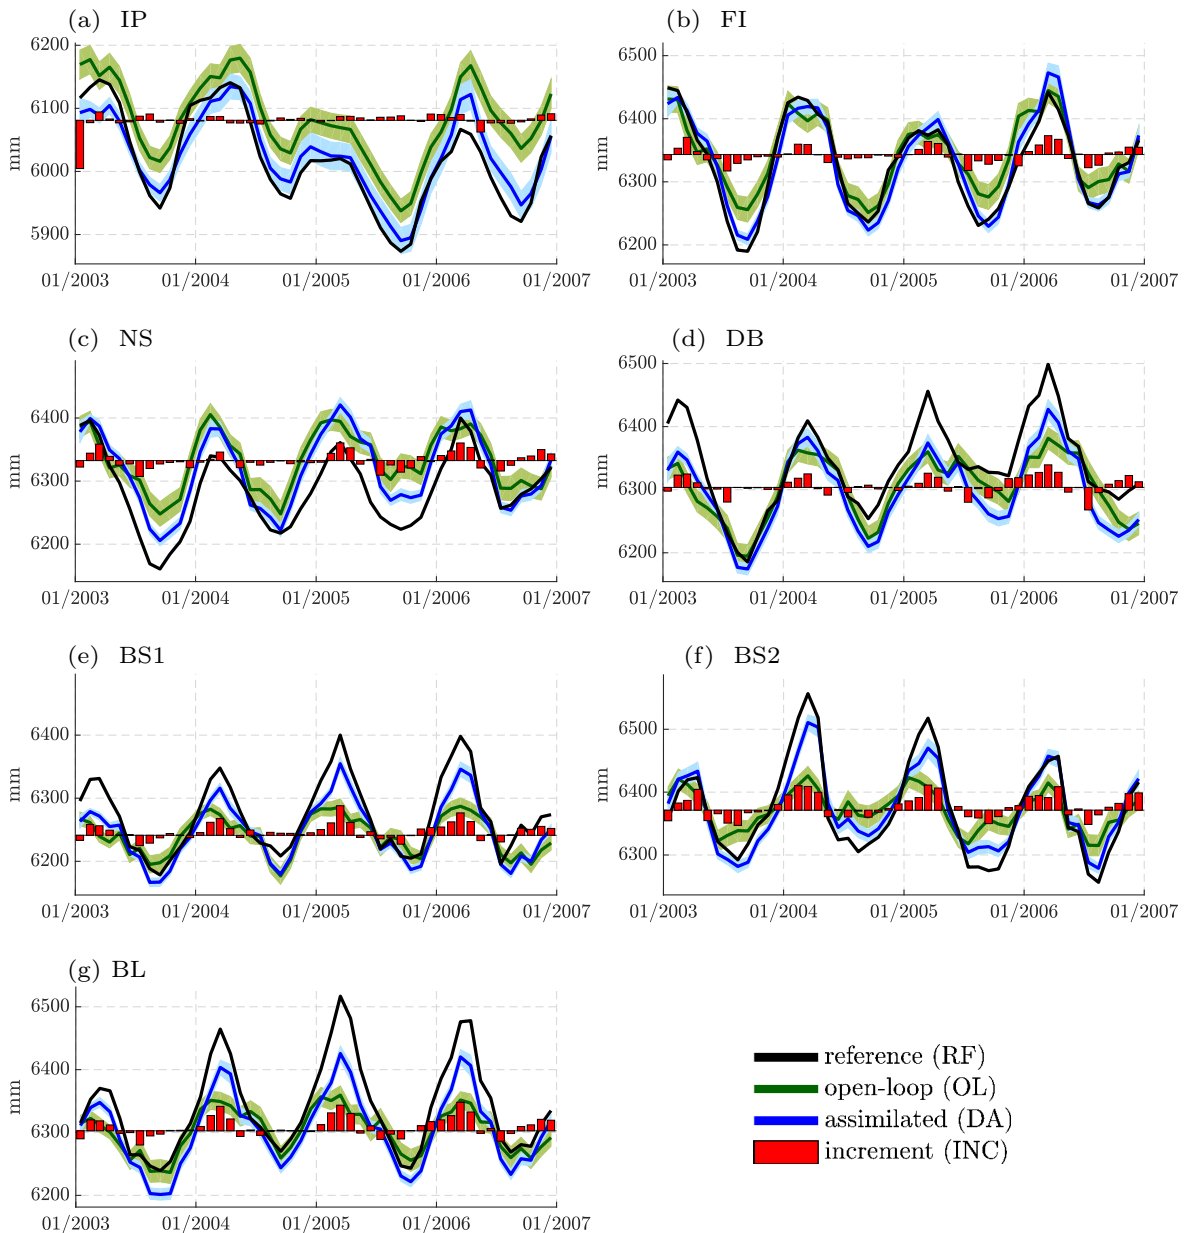 (a) IP
6200
6100
6000
5900
mm
01/2003 01/2004 01/2005 01/2006 01/2007
(b) FI
6500
6400
6300
6200
mm
01/2003 01/2004 01/2005 01/2006 01/2007
(c) NS
6400
6300
6200
mm
01/2003 01/2004 01/2005 01/2006 01/2007
(d) DB
6500
6400
6300
6200
mm
01/2003 01/2004 01/2005 01/2006 01/2007
(e) BS1
6400
6300
6200
mm
01/2003 01/2004 01/2005 01/2006 01/2007
(f) BS2
6500
6400
6300
mm
01/2003 01/2004 01/2005 01/2006 01/2007
(g) BL
6500
6400
6300
6200
mm
01/2003 01/2004 01/2005 01/2006 01/2007
reference (RF)
open-loop (OL)
assimilated (DA)
increment (INC)